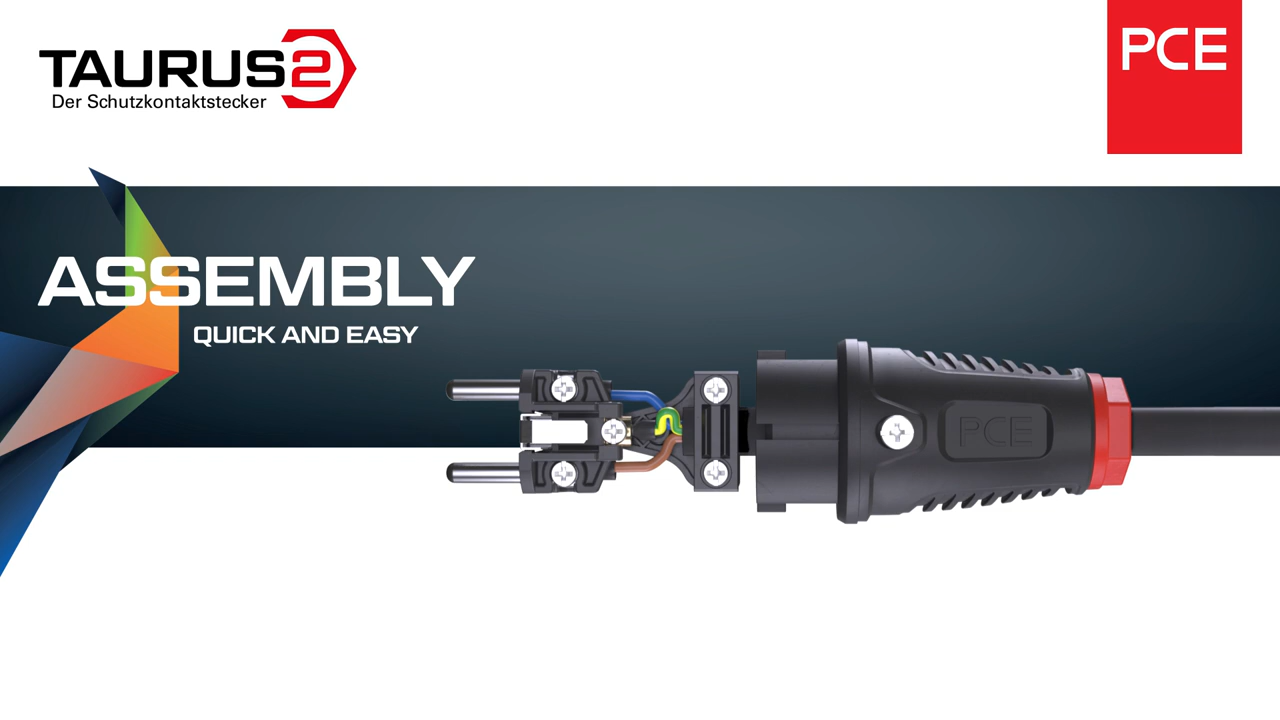 TAURUS2
Der Schutzkontaktstecker
PCE
ASSEMBLY
QUICK AND EASY
PCE